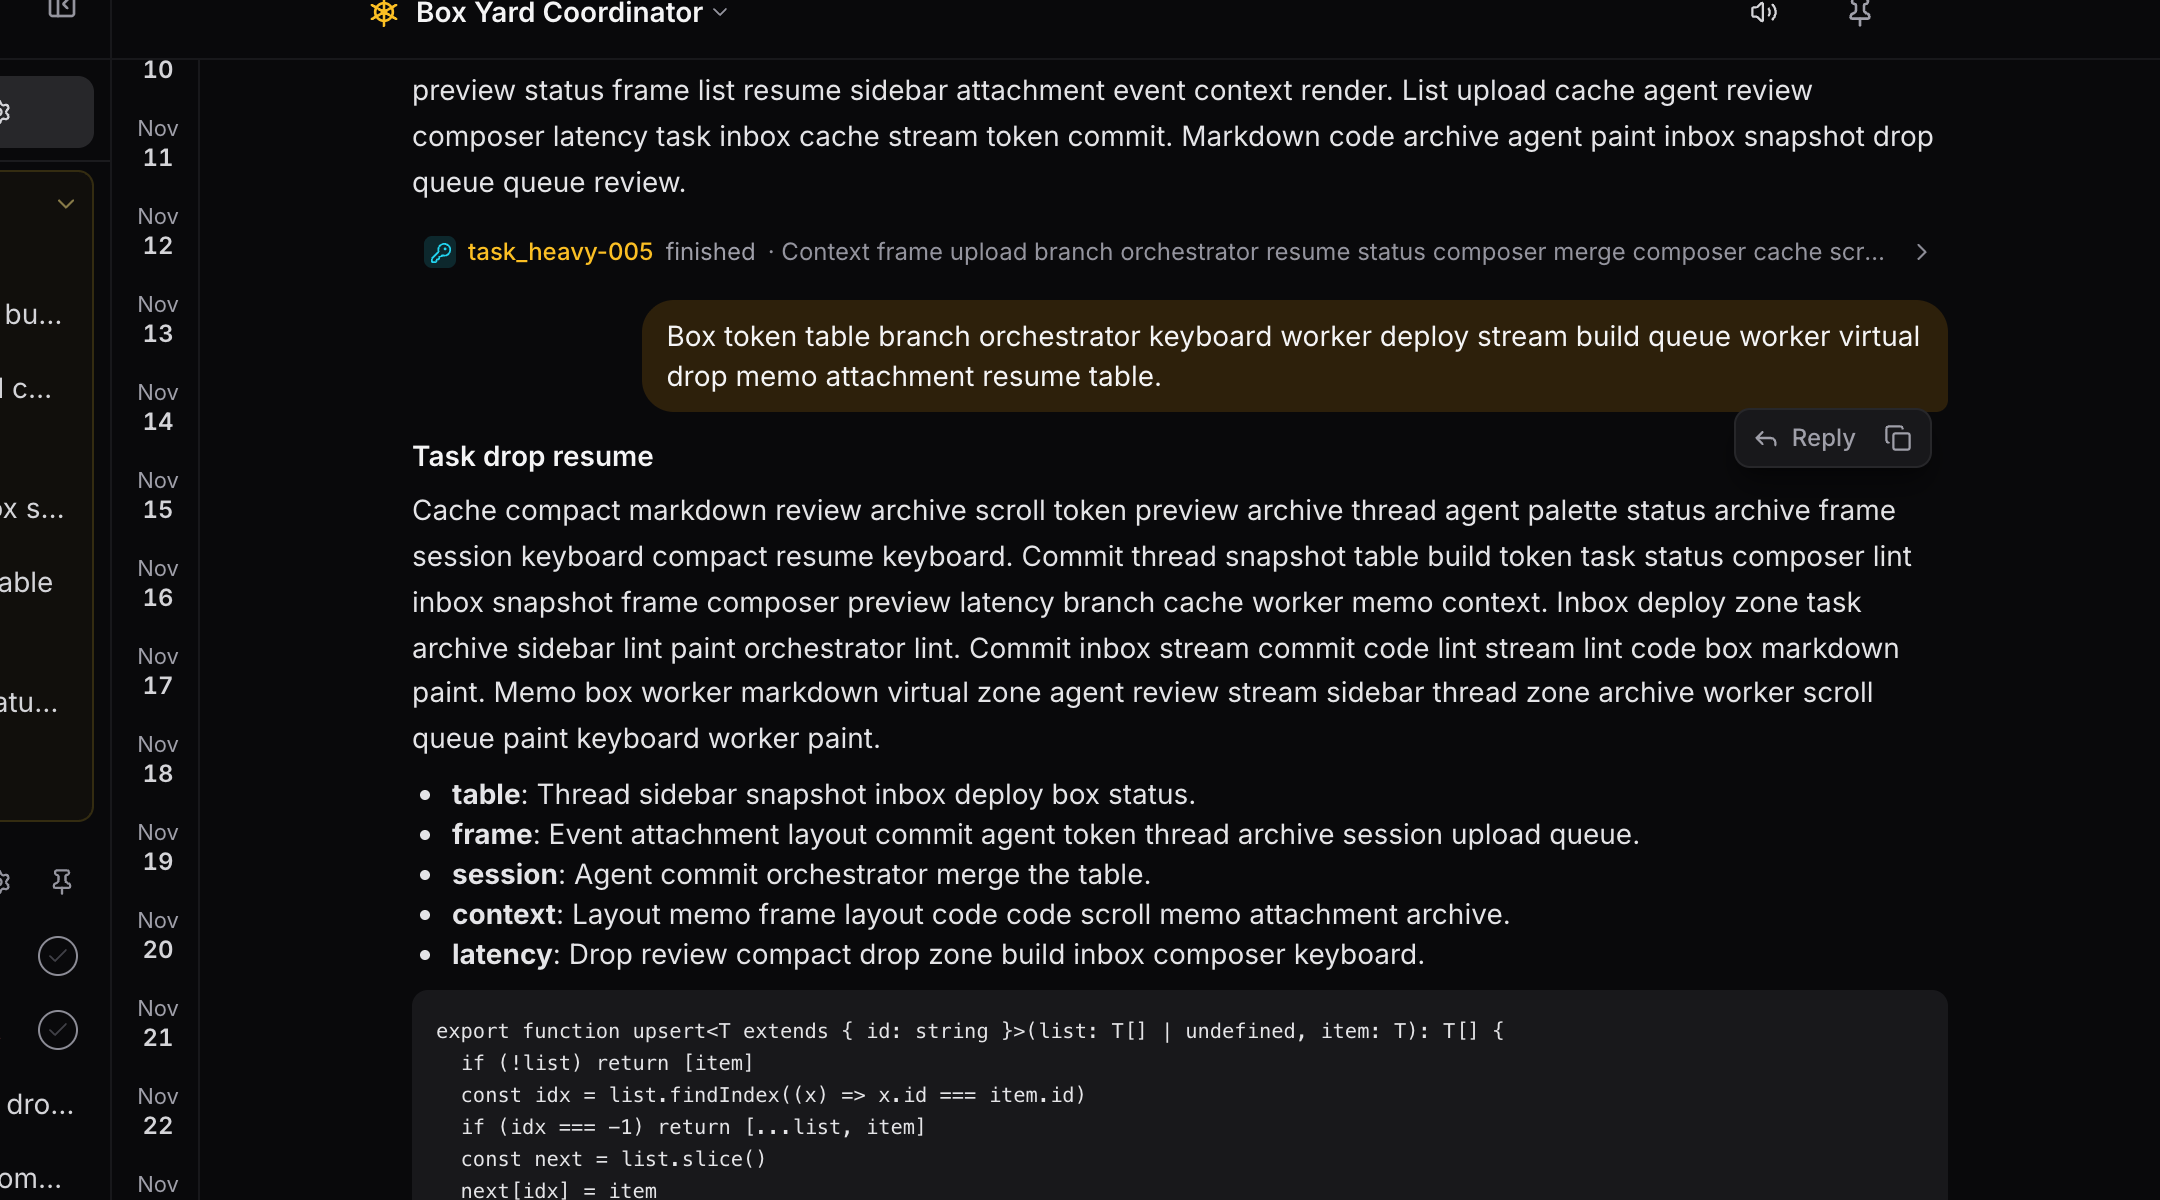 Box Yard Coordinator
10
Nov
11
Nov
12
Nov
13
Nov
14
Nov
15
Nov
16
Nov
17
Nov
18
Nov
19
Nov
20
Nov
21
Nov
22
Nov
bu...
c...
s...
able
atu...
dro...
om...
preview status frame list resume sidebar attachment event context render. List upload cache agent review
composer latency task inbox cache stream token commit. Markdown code archive agent paint inbox snapshot drop
queue queue review.
task_heavy-005 finished · Context frame upload branch orchestrator resume status composer merge composer cache scr...
Box token table branch orchestrator keyboard worker deploy stream build queue worker virtual
drop memo attachment resume table.
Reply
Task drop resume
Cache compact markdown review archive scroll token preview archive thread agent palette status archive frame
session keyboard compact resume keyboard. Commit thread snapshot table build token task status composer lint
inbox snapshot frame composer preview latency branch cache worker memo context. Inbox deploy zone task
archive sidebar lint paint orchestrator lint. Commit inbox stream commit code lint stream lint code box markdown
paint. Memo box worker markdown virtual zone agent review stream sidebar thread zone archive worker scroll
queue paint keyboard worker paint.
• table: Thread sidebar snapshot inbox deploy box status.
• frame: Event attachment layout commit agent token thread archive session upload queue.
• session: Agent commit orchestrator merge the table.
• context: Layout memo frame layout code code scroll memo attachment archive.
• latency: Drop review compact drop zone build inbox composer keyboard.
export function upsert<T extends { id: string }>(list: T[] | undefined, item: T): T[] {
  if (!list) return [item]
  const idx = list.findIndex((x) => x.id === item.id)
  if (idx === -1) return [...list, item]
  const next = list.slice()
  next[idx] = item